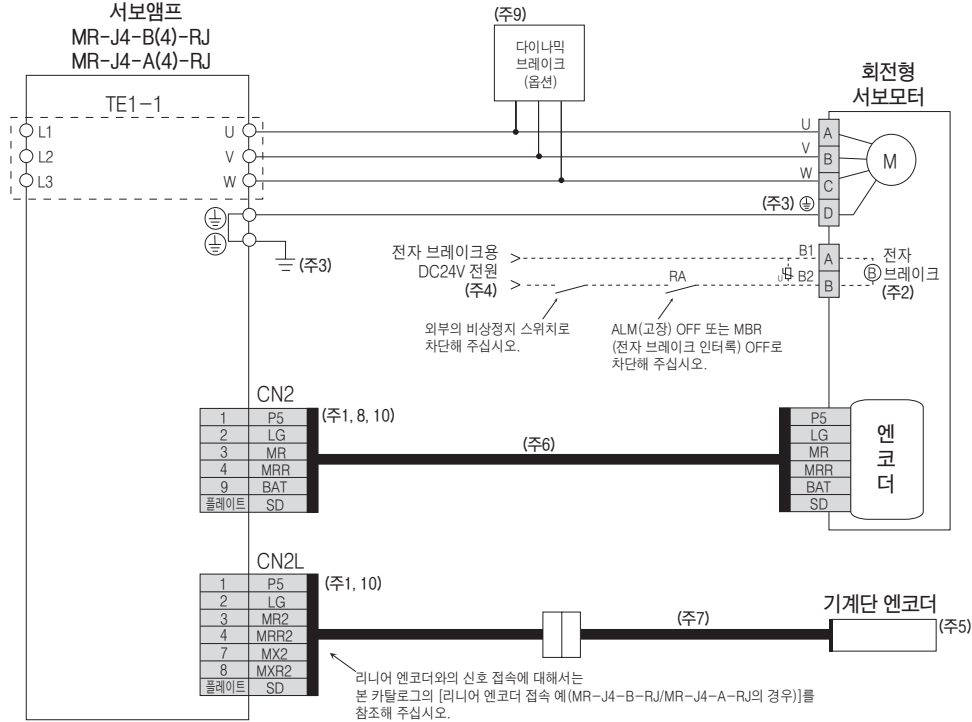 서보앰프
MR-J4-B(4)-RJ
MR-J4-A(4)-RJ
(주9)
다이나믹
브레이크
(옵션)
회전형
서보모터
TE1-1
L1
L2
L3
U
V
W
U
V
W
A
B
C
D
M
(주3)
(주3)
전자 브레이크용
DC24V 전원
(주4)
RA
B1
B2
U
A
B
B
전자
브레이크
(주2)
외부의 비상정지 스위치로
차단해 주십시오.
ALM(고장) OFF 또는 MBR
(전자 브레이크 인터록) OFF로
차단해 주십시오.
CN2
1 P5
2 LG
3 MR
4 MRR
9 BAT
플레이트 SD
(주1, 8, 10)
(주6)
P5
LG
MR
MRR
BAT
SD
엔
코
더
CN2L
1 P5
2 LG
3 MR2
4 MRR2
7 MX2
8 MXR2
플레이트 SD
(주1, 10)
(주7)
기계단 엔코더
(주5)
리니어 엔코더와의 신호 접속에 대해서는
본 카탈로그의 [리니어 엔코더 접속 예(MR-J4-B-RJ/MR-J4-A-RJ의 경우)]를
참조해 주십시오.